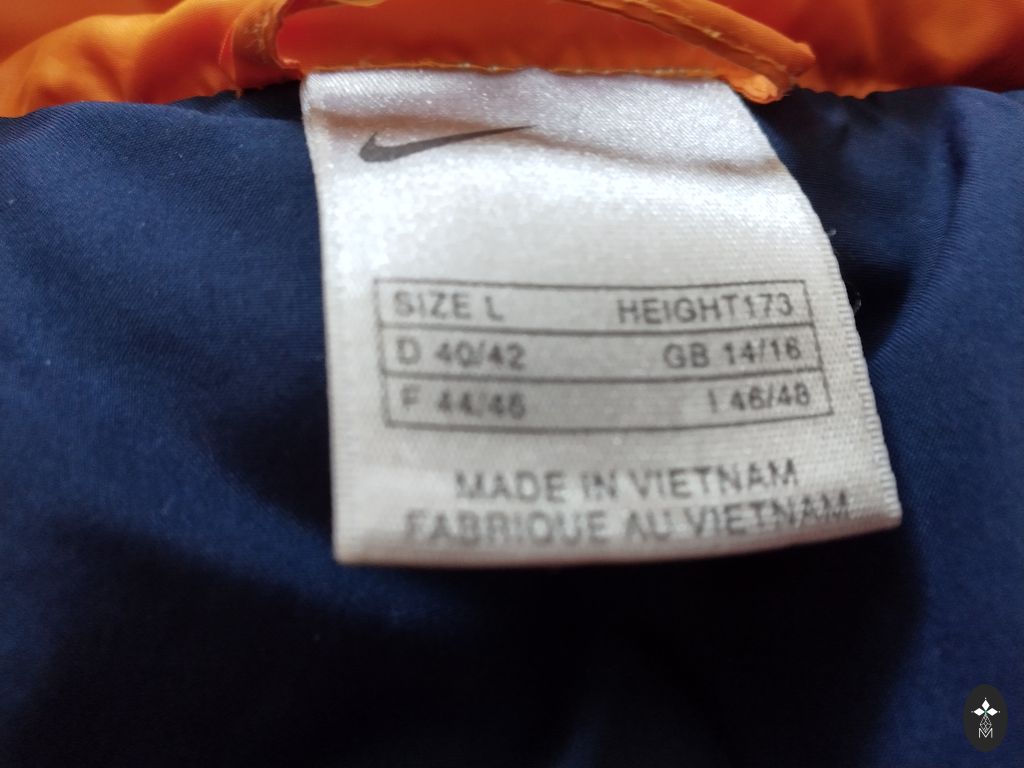 SIZE L HEIGHT173
D 40/42 GB 14/16
F 44/46 I 46/48
MADE IN VIETNAM
FABRIQUE AU VIETNAM
M